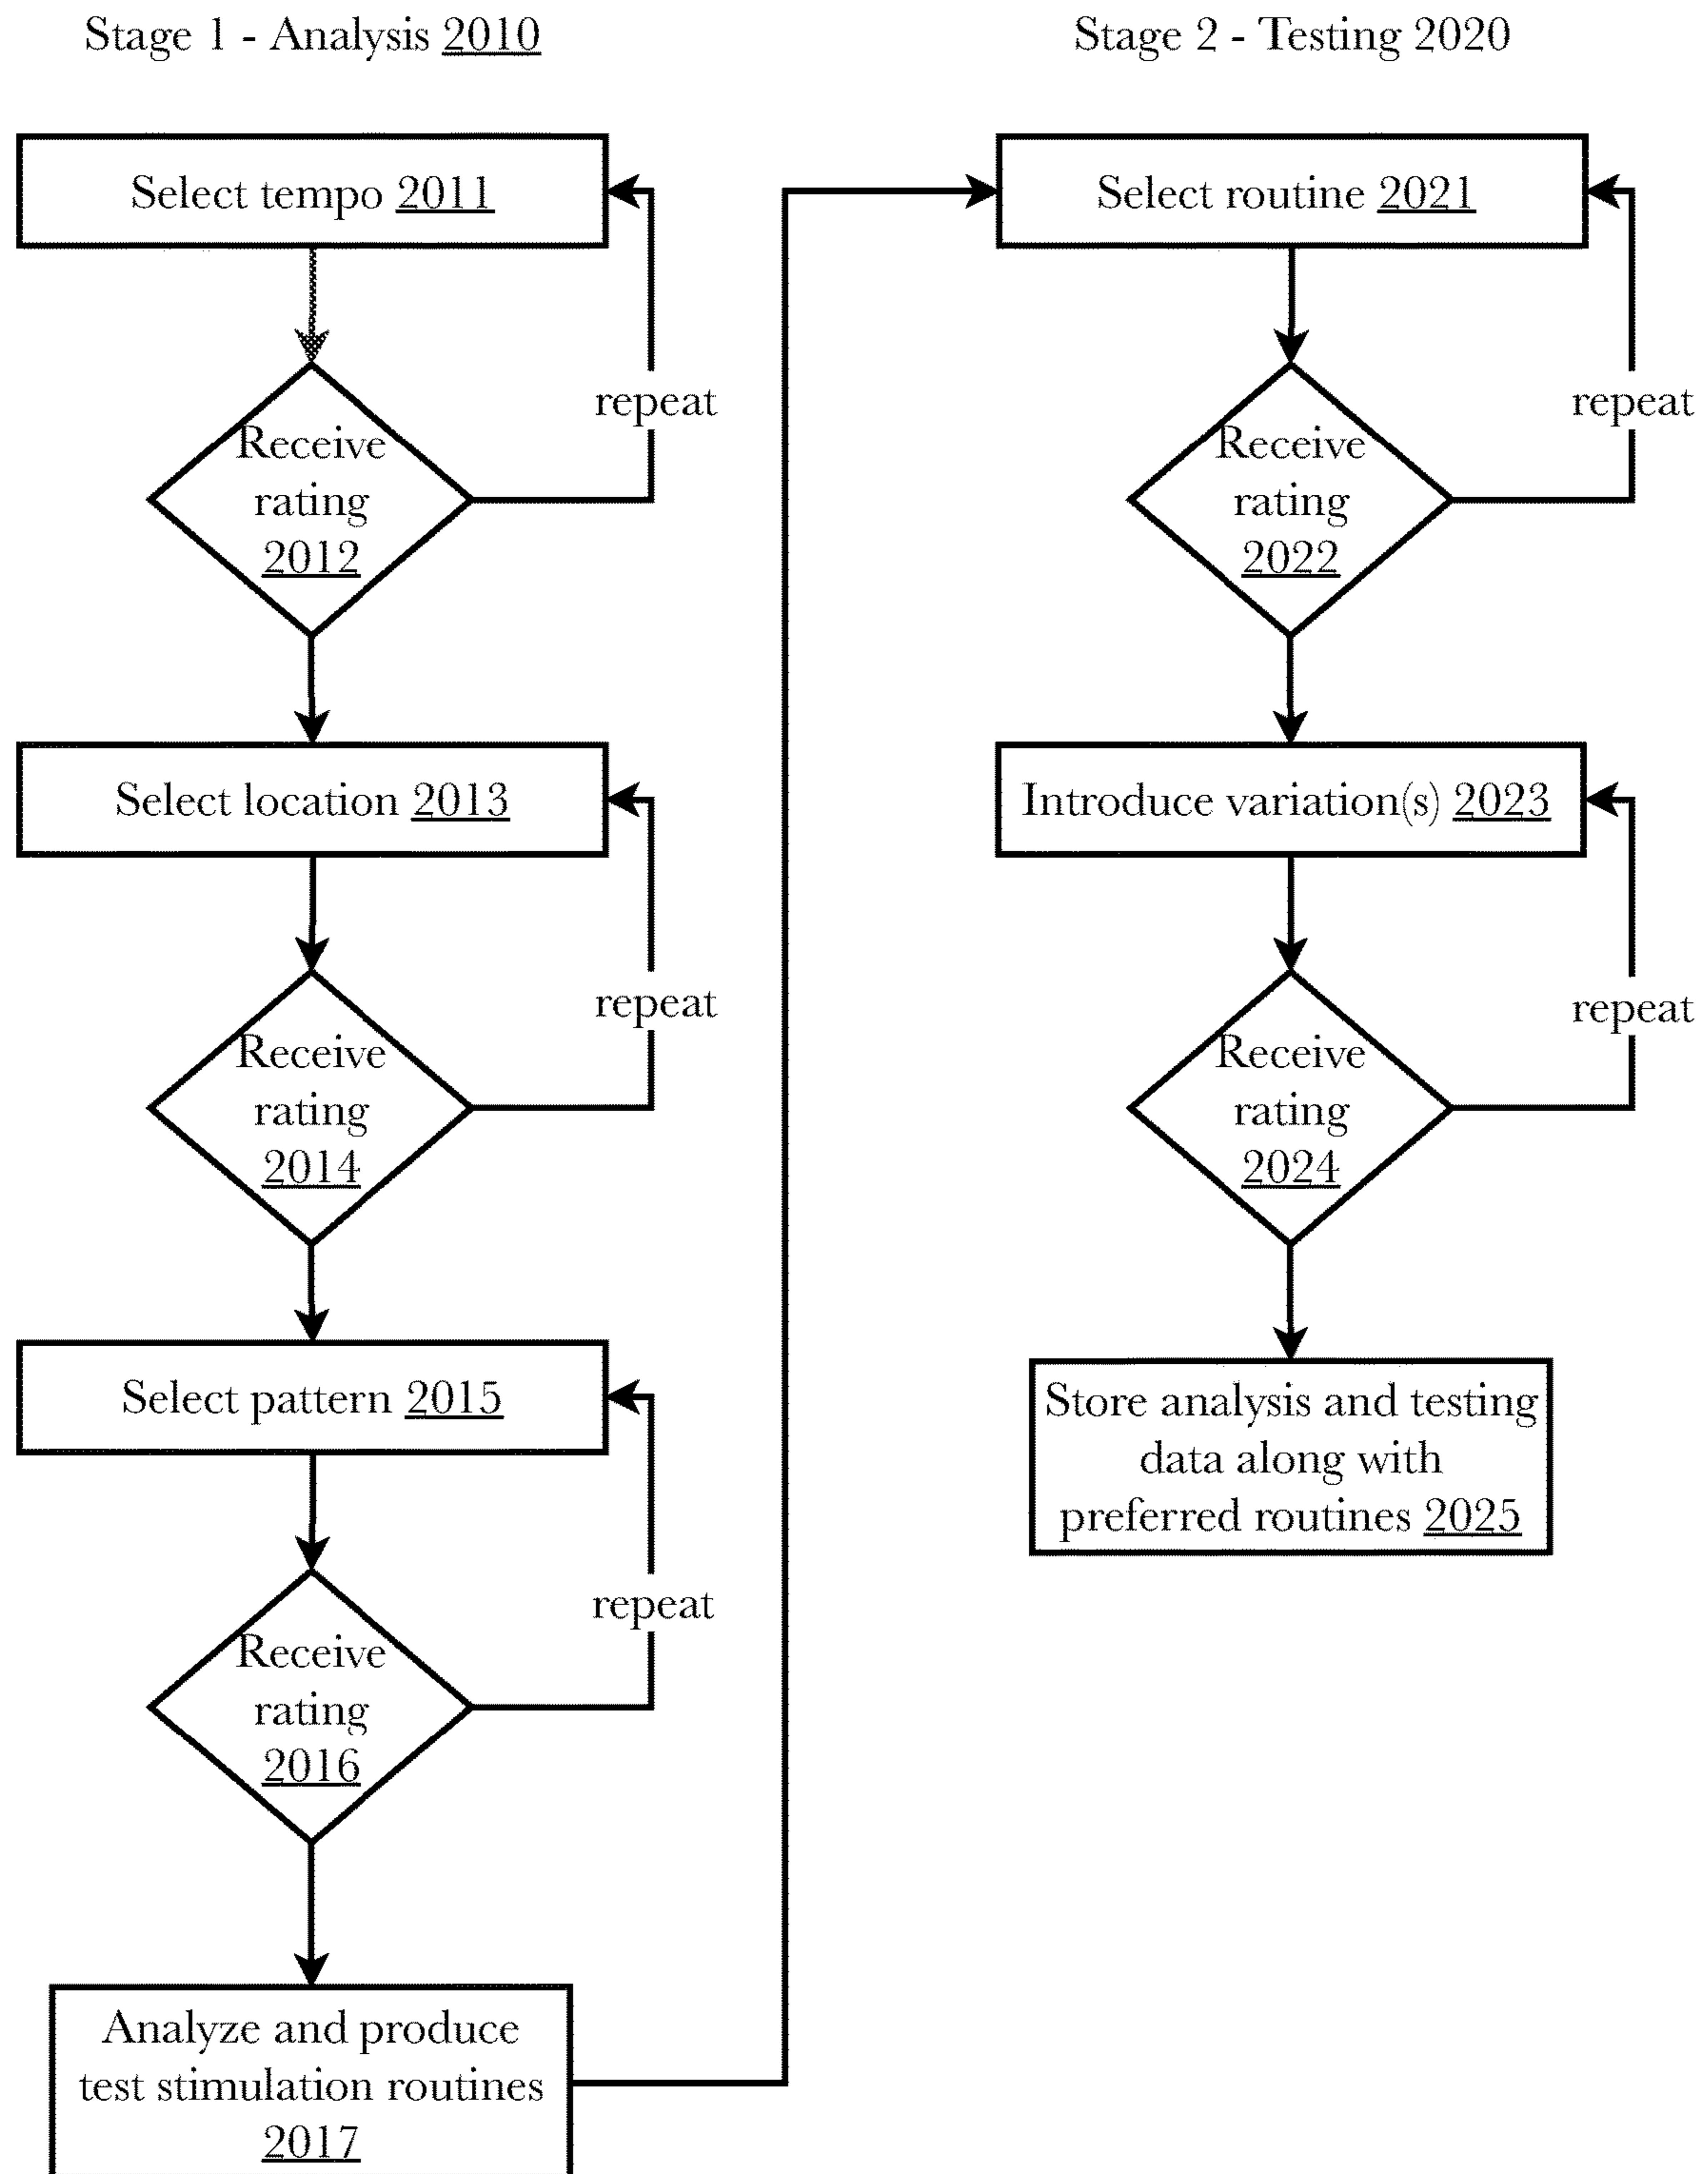 Stage 1 - Analysis 2010
Select tempo 2011
repeat
Receive
rating
2012
Select location 2013
repeat
Receive
rating
2014
Select pattern 2015
repeat
Receive
rating
2016
Analyze and produce
test stimulation routines
2017
Stage 2 - Testing 2020
Select routine 2021
repeat
Receive
rating
2022
Introduce variation(s) 2023
repeat
Receive
rating
2024
Store analysis and testing
data along with
preferred routines 2025